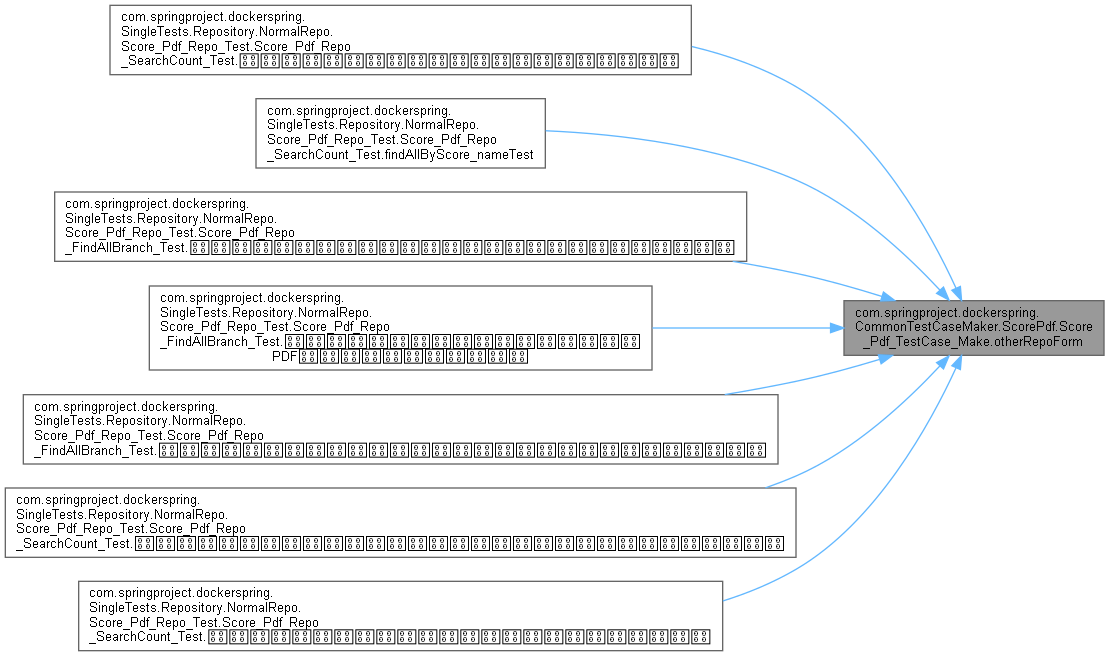 com.springproject.dockerspring.
SingleTests.Repository.NormalRepo.
Score_Pdf_Repo_Test.Score_Pdf_Repo
_SearchCount_Test.
com.springproject.dockerspring.
SingleTests.Repository.NormalRepo.
Score_Pdf_Repo_Test.Score_Pdf_Repo
_SearchCount_Test.findAllByScore_nameTest
com.springproject.dockerspring.
SingleTests.Repository.NormalRepo.
Score_Pdf_Repo_Test.Score_Pdf_Repo
_FindAllBranch_Test.
com.springproject.dockerspring.
SingleTests.Repository.NormalRepo.
Score_Pdf_Repo_Test.Score_Pdf_Repo
_FindAllBranch_Test.
PDF
com.springproject.dockerspring.
CommonTestCaseMaker.ScorePdf.Score
_Pdf_TestCase_Make.otherRepoForm
com.springproject.dockerspring.
SingleTests.Repository.NormalRepo.
Score_Pdf_Repo_Test.Score_Pdf_Repo
_FindAllBranch_Test.
com.springproject.dockerspring.
SingleTests.Repository.NormalRepo.
Score_Pdf_Repo_Test.Score_Pdf_Repo
_SearchCount_Test.
com.springproject.dockerspring.
SingleTests.Repository.NormalRepo.
Score_Pdf_Repo_Test.Score_Pdf_Repo
_SearchCount_Test.